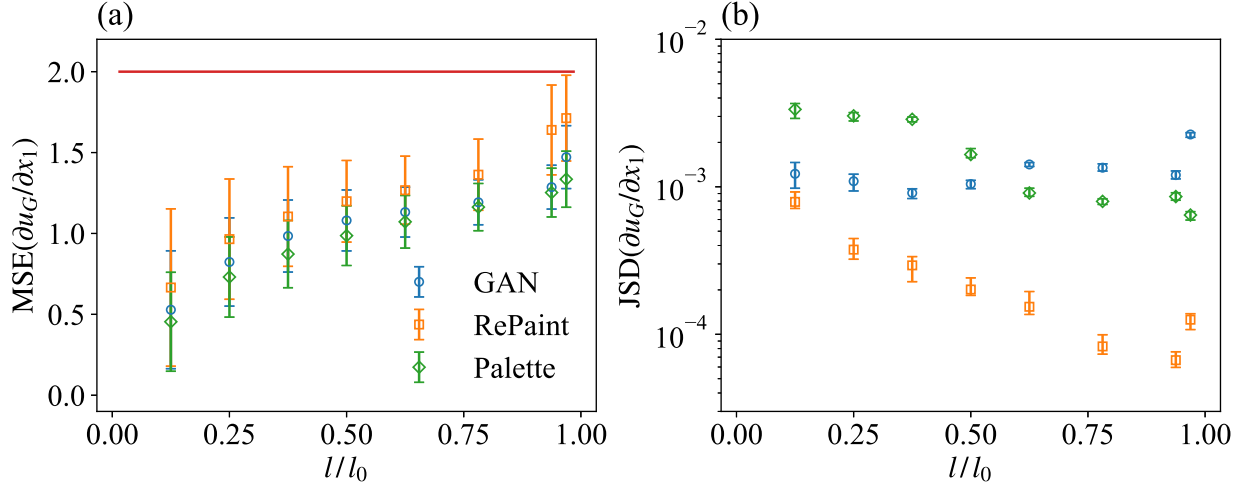 (a)
MSE(∂u_G/∂x_1)
2.0
1.5
1.0
0.5
0.0
GAN
RePaint
Palette
0.00 0.25 0.50 0.75 1.00
l/l_0
(b)
JSD(∂u_G/∂x_1)
10^{-2}
10^{-3}
10^{-4}
0.00 0.25 0.50 0.75 1.00
l/l_0